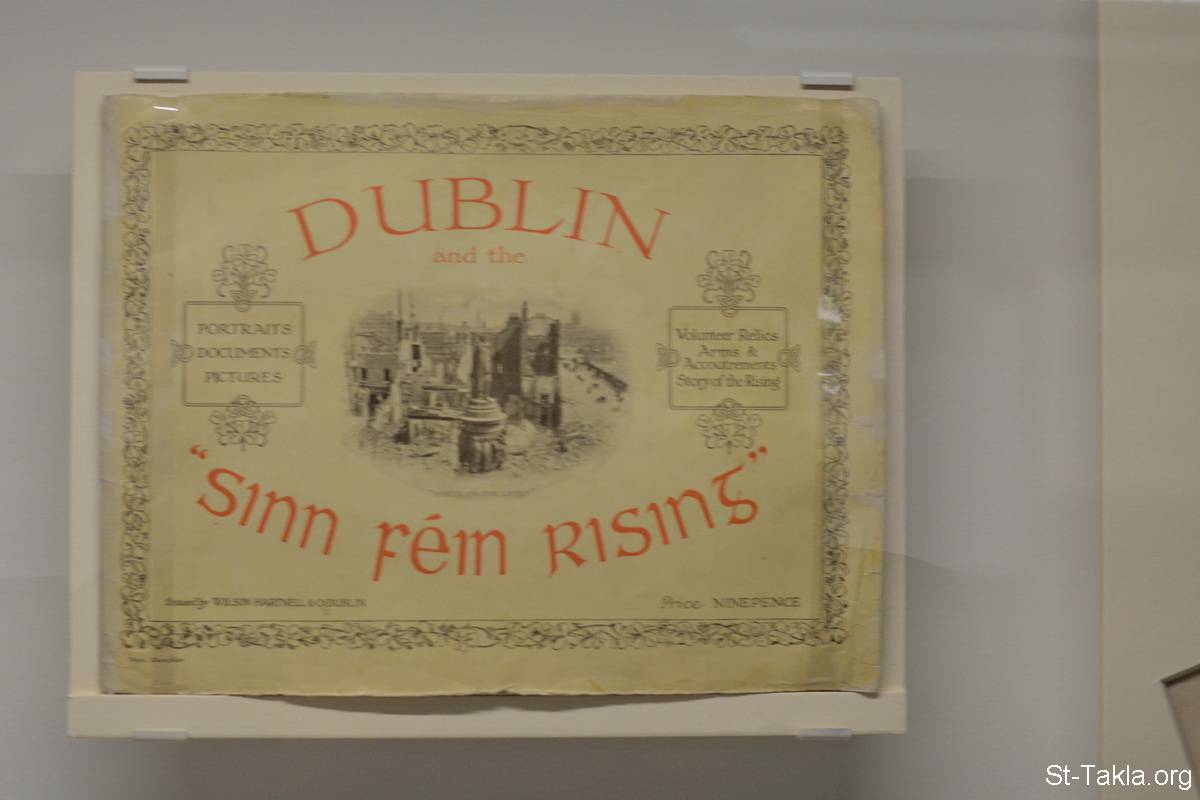 DUBLIN
and the
PORTRAITS
DOCUMENTS
PICTURES
Volunteer Relics
Arms &
Accoutrements
Story of the Rising
"Sinn Féin Rising"
Issued by WILSON HARTNELL & Co DUBLIN
Price NINEPENCE
St-Takla.org